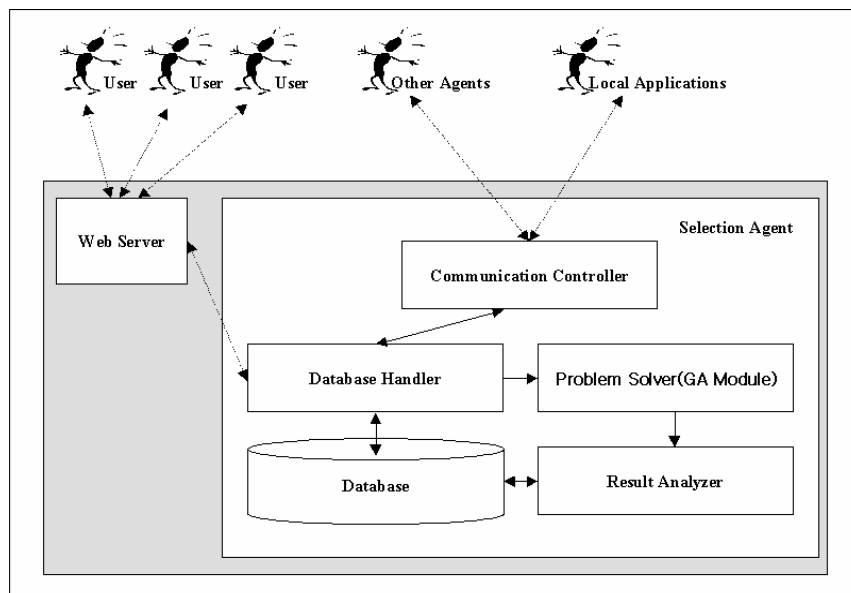 User
User
User
Other Agents
Local Applications
Web Server
Selection Agent
Communication Controller
Database Handler
Problem Solver(GA Module)
Database
Result Analyzer